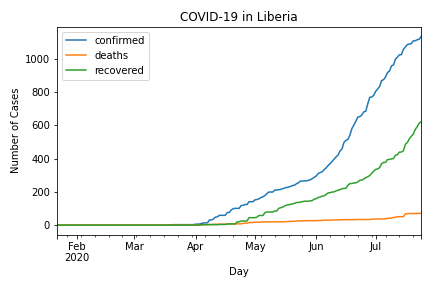 COVID-19 in Liberia
confirmed
deaths
recovered
Number of Cases
1000
800
600
400
200
0
Feb Mar Apr May Jun Jul
2020
Day